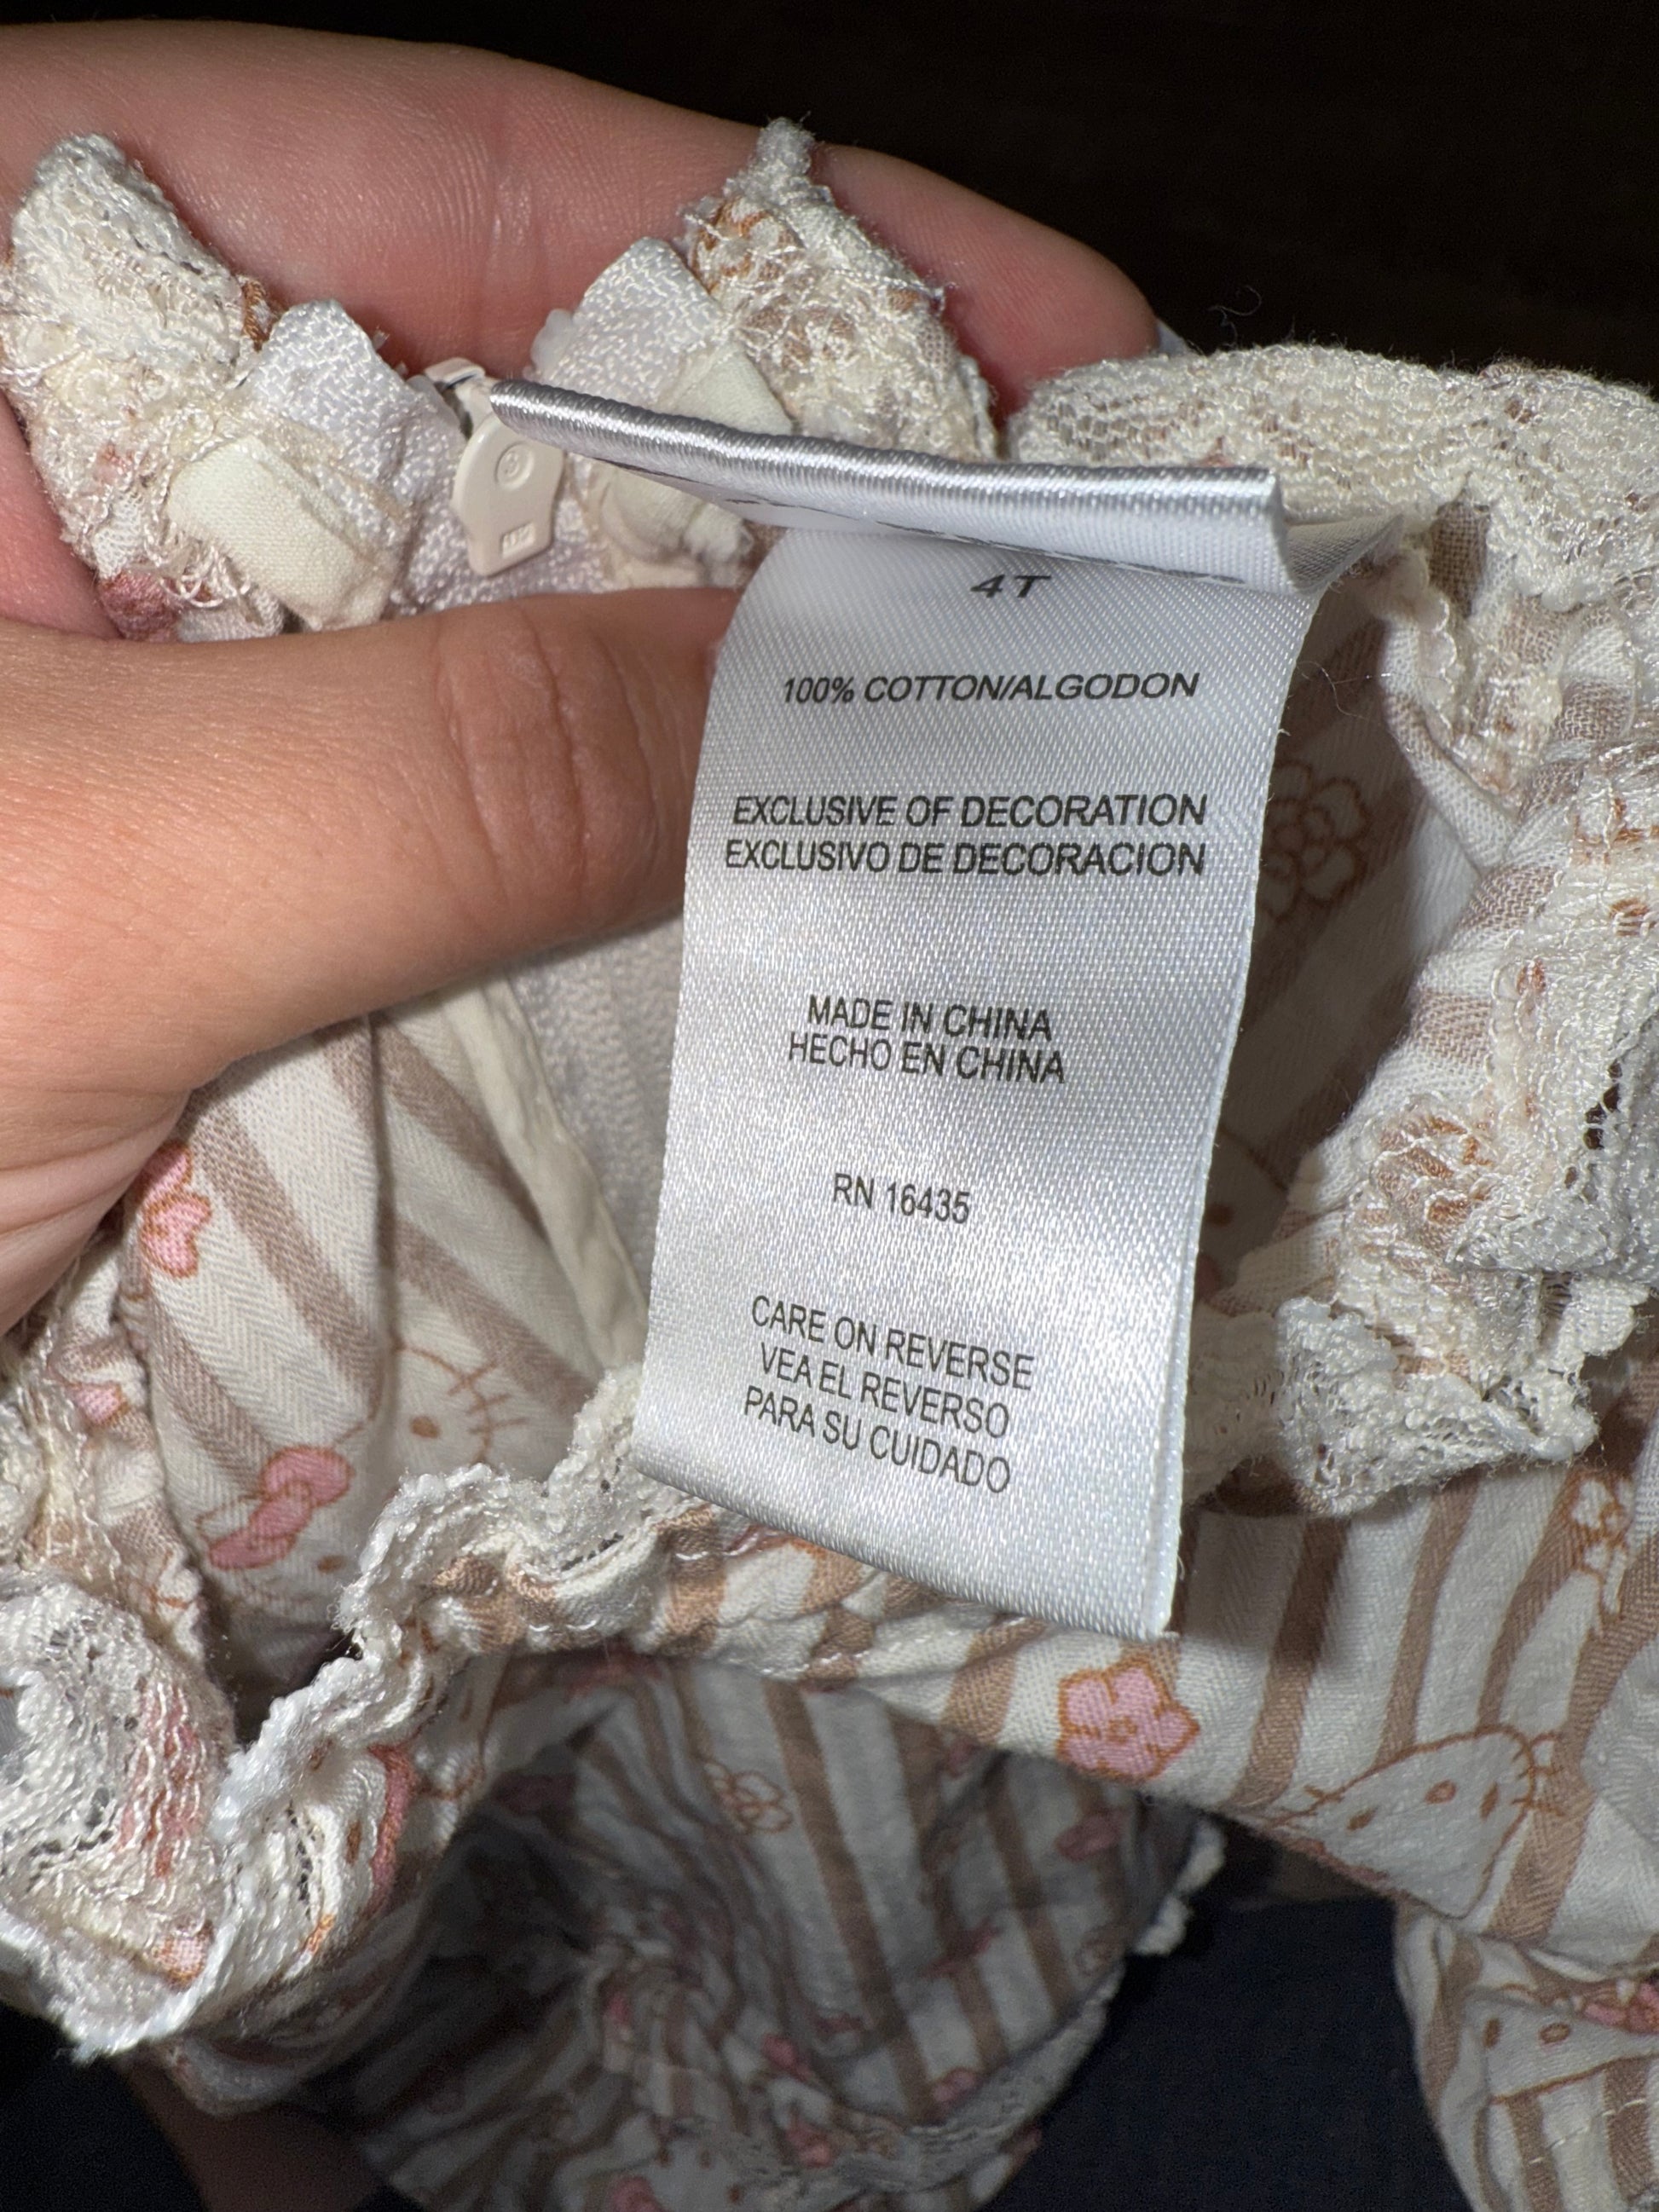 4T
100% COTTON/ALGODON
EXCLUSIVE OF DECORATION
EXCLUSIVO DE DECORACION
MADE IN CHINA
HECHO EN CHINA
RN 16435
CARE ON REVERSE
VEA EL REVERSO
PARA SU CUIDADO